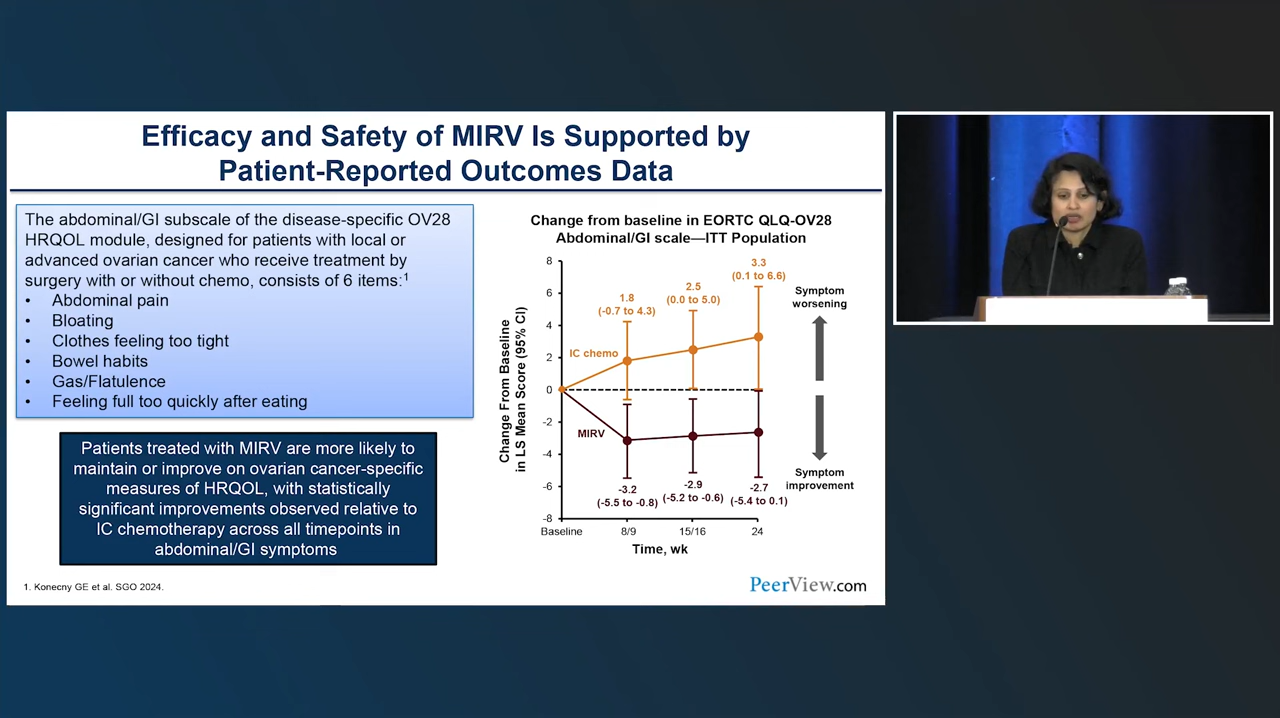 Efficacy and Safety of MIRV Is Supported by
Patient-Reported Outcomes Data
The abdominal/GI subscale of the disease-specific OV28
HRQOL module, designed for patients with local or
advanced ovarian cancer who receive treatment by
surgery with or without chemo, consists of 6 items:1
• Abdominal pain
• Bloating
• Clothes feeling too tight
• Bowel habits
• Gas/Flatulence
• Feeling full too quickly after eating
Patients treated with MIRV are more likely to
maintain or improve on ovarian cancer-specific
measures of HRQOL, with statistically
significant improvements observed relative to
IC chemotherapy across all timepoints in
abdominal/GI symptoms
Change from baseline in EORTC QLQ-OV28
Abdominal/GI scale—ITT Population
Change From Baseline
in LS Mean Score (95% CI)
8
6
4
2
0
-2
-4
-6
-8
1.8
(-0.7 to 4.3)
2.5
(0.0 to 5.0)
3.3
(0.1 to 6.6)
IC chemo
MIRV
-3.2
(-5.5 to -0.8)
-2.9
(-5.2 to -0.6)
-2.7
(-5.4 to 0.1)
Baseline
8/9
15/16
24
Time, wk
Symptom
worsening
Symptom
improvement
1. Konecny GE et al. SGO 2024.
PeerView.com